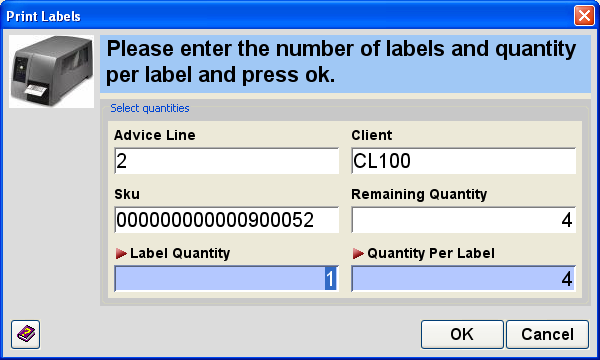 Print Labels
Please enter the number of labels and quantity
per label and press ok.
Select quantities
Advice Line
Client
2
CL100
Sku
Remaining Quantity
000000000000900052
4
Label Quantity
Quantity Per Label
1
4
OK
Cancel